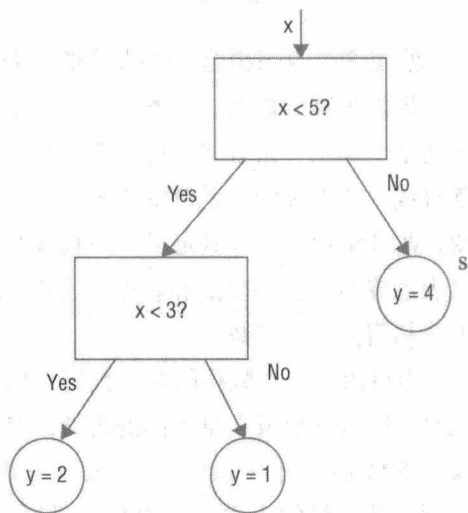 x
x < 5?
Yes
No
s
y = 4
x < 3?
Yes
No
y = 2
y = 1